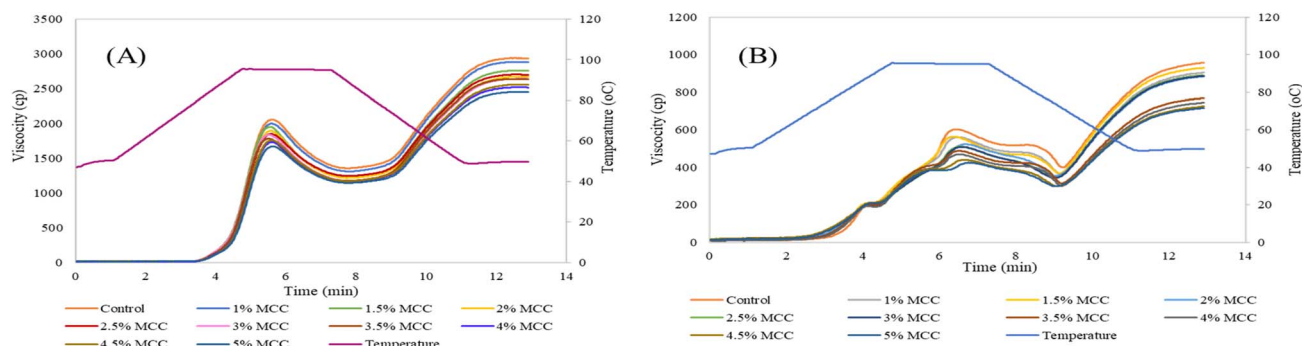 (A)
Viscocity (cp)
3500
3000
2500
2000
1500
1000
500
0
0 2 4 6 8 10 12 14
Time (min)
120
100
80
60
40
20
0
Temperature (oC)
Control 1% MCC 1.5% MCC 2% MCC
2.5% MCC 3% MCC 3.5% MCC 4% MCC
4.5% MCC 5% MCC Temperature
(B)
Viscocity (cp)
1200
1000
800
600
400
200
0
0 2 4 6 8 10 12 14
Time (min)
120
100
80
60
40
20
0
Temperature (oC)
Control 1% MCC 1.5% MCC 2% MCC
2.5% MCC 3% MCC 3.5% MCC 4% MCC
4.5% MCC 5% MCC Temperature